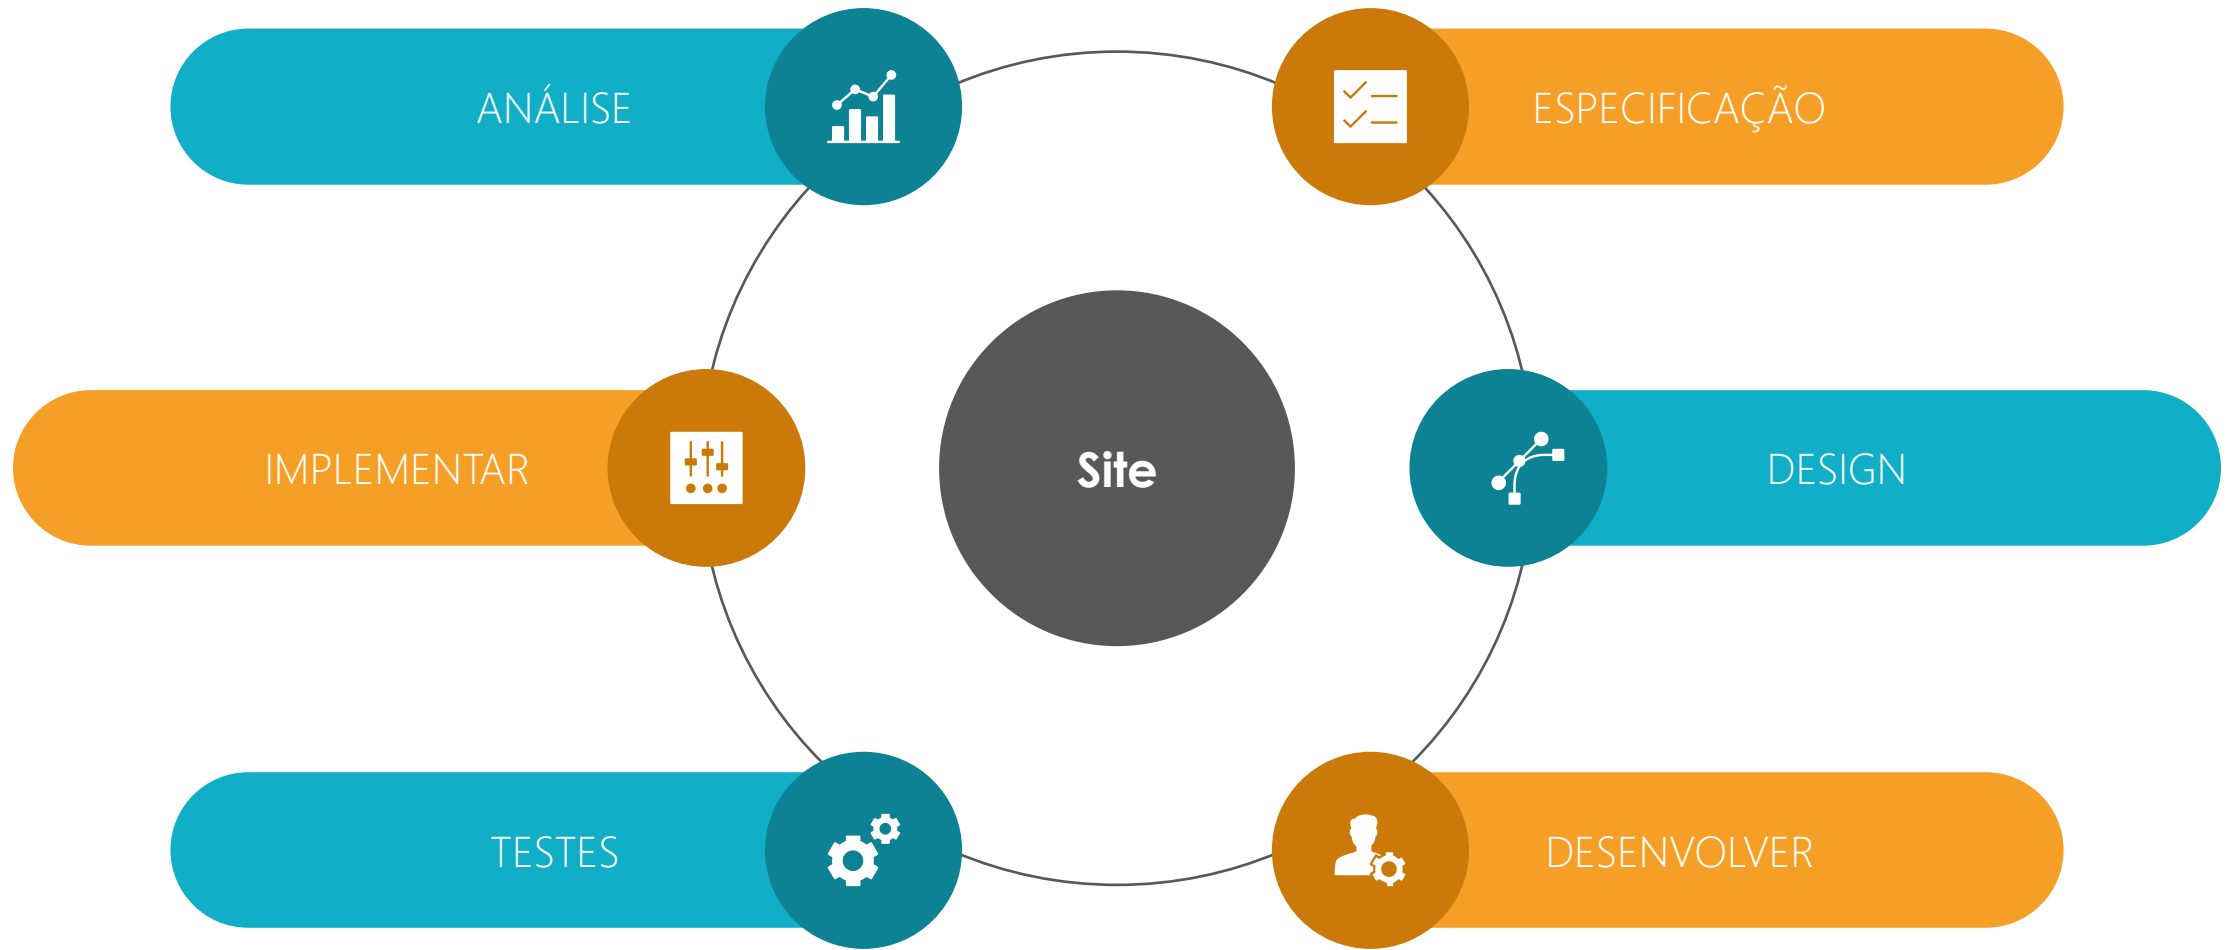 ANÁLISE
ESPECIFICAÇÃO
IMPLEMENTAR
Site
DESIGN
TESTES
DESENVOLVER